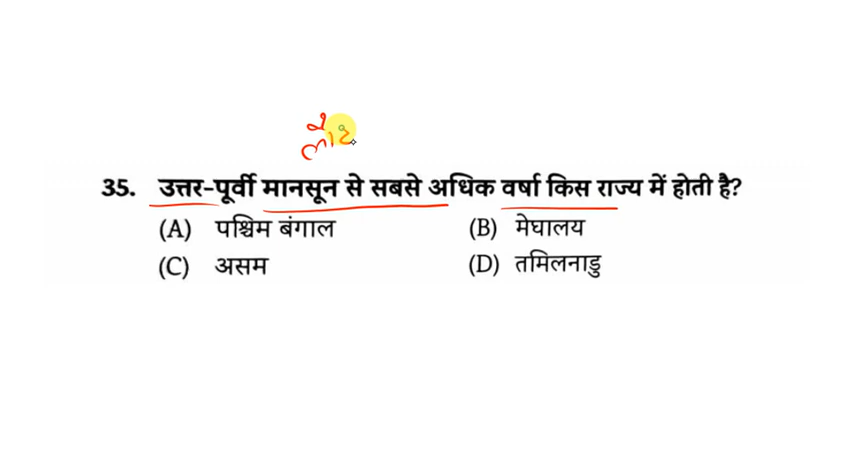 35. उत्तर-पूर्वी मानसून से सबसे अधिक वर्षा किस राज्य में होती है?
(A) पश्चिम बंगाल (B) मेघालय
(C) असम (D) तमिलनाडु